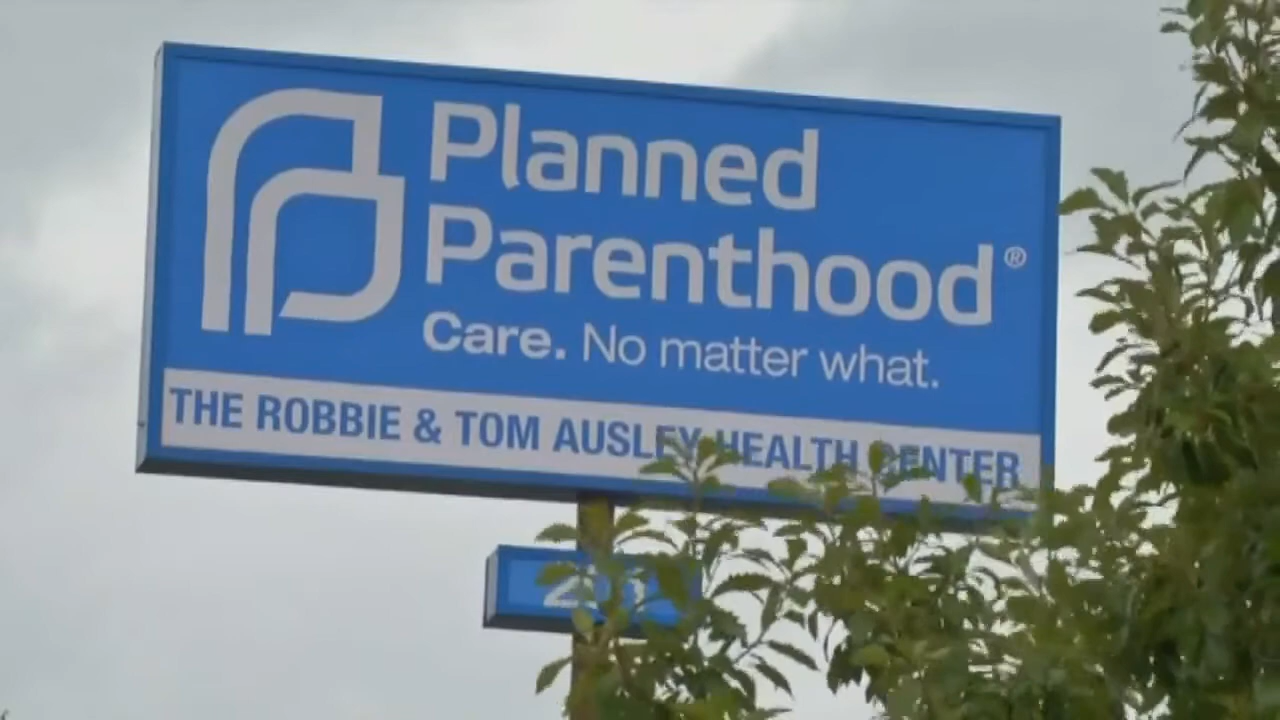 Planned
Parenthood®
Care. No matter what.
THE ROBBIE & TOM AUSLEY HEALTH CENTER